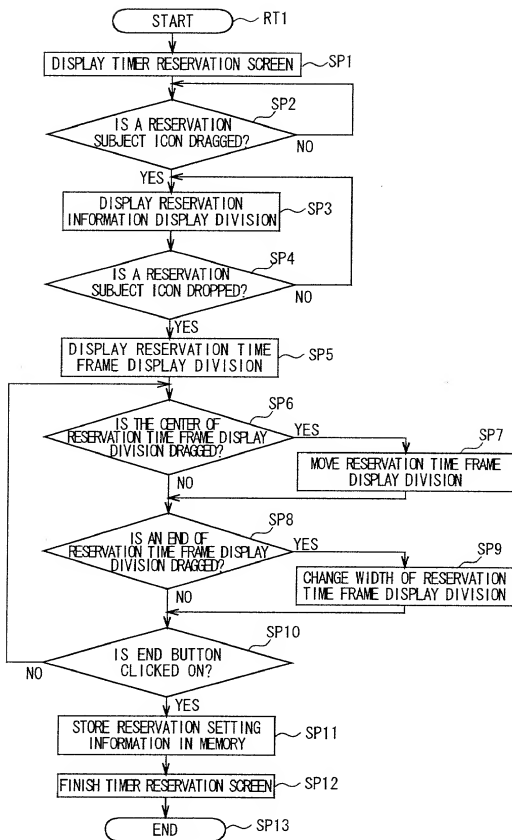 START
RT1
DISPLAY TIMER RESERVATION SCREEN
SP1
SP2
IS A RESERVATION
SUBJECT ICON DRAGGED?
NO
YES
DISPLAY RESERVATION
INFORMATION DISPLAY DIVISION
SP3
SP4
IS A RESERVATION
SUBJECT ICON DROPPED?
NO
YES
DISPLAY RESERVATION TIME
FRAME DISPLAY DIVISION
SP5
SP6
IS THE CENTER OF
RESERVATION TIME FRAME DISPLAY
DIVISION DRAGGED?
YES
SP7
MOVE RESERVATION TIME FRAME
DISPLAY DIVISION
NO
SP8
IS AN END OF
RESERVATION TIME FRAME DISPLAY
DIVISION DRAGGED?
YES
SP9
CHANGE WIDTH OF RESERVATION
TIME FRAME DISPLAY DIVISION
NO
SP10
IS END BUTTON
CLICKED ON?
NO
YES
STORE RESERVATION SETTING
INFORMATION IN MEMORY
SP11
FINISH TIMER RESERVATION SCREEN
SP12
END
SP13